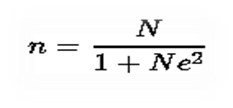 n = N / (1 + Ne²)